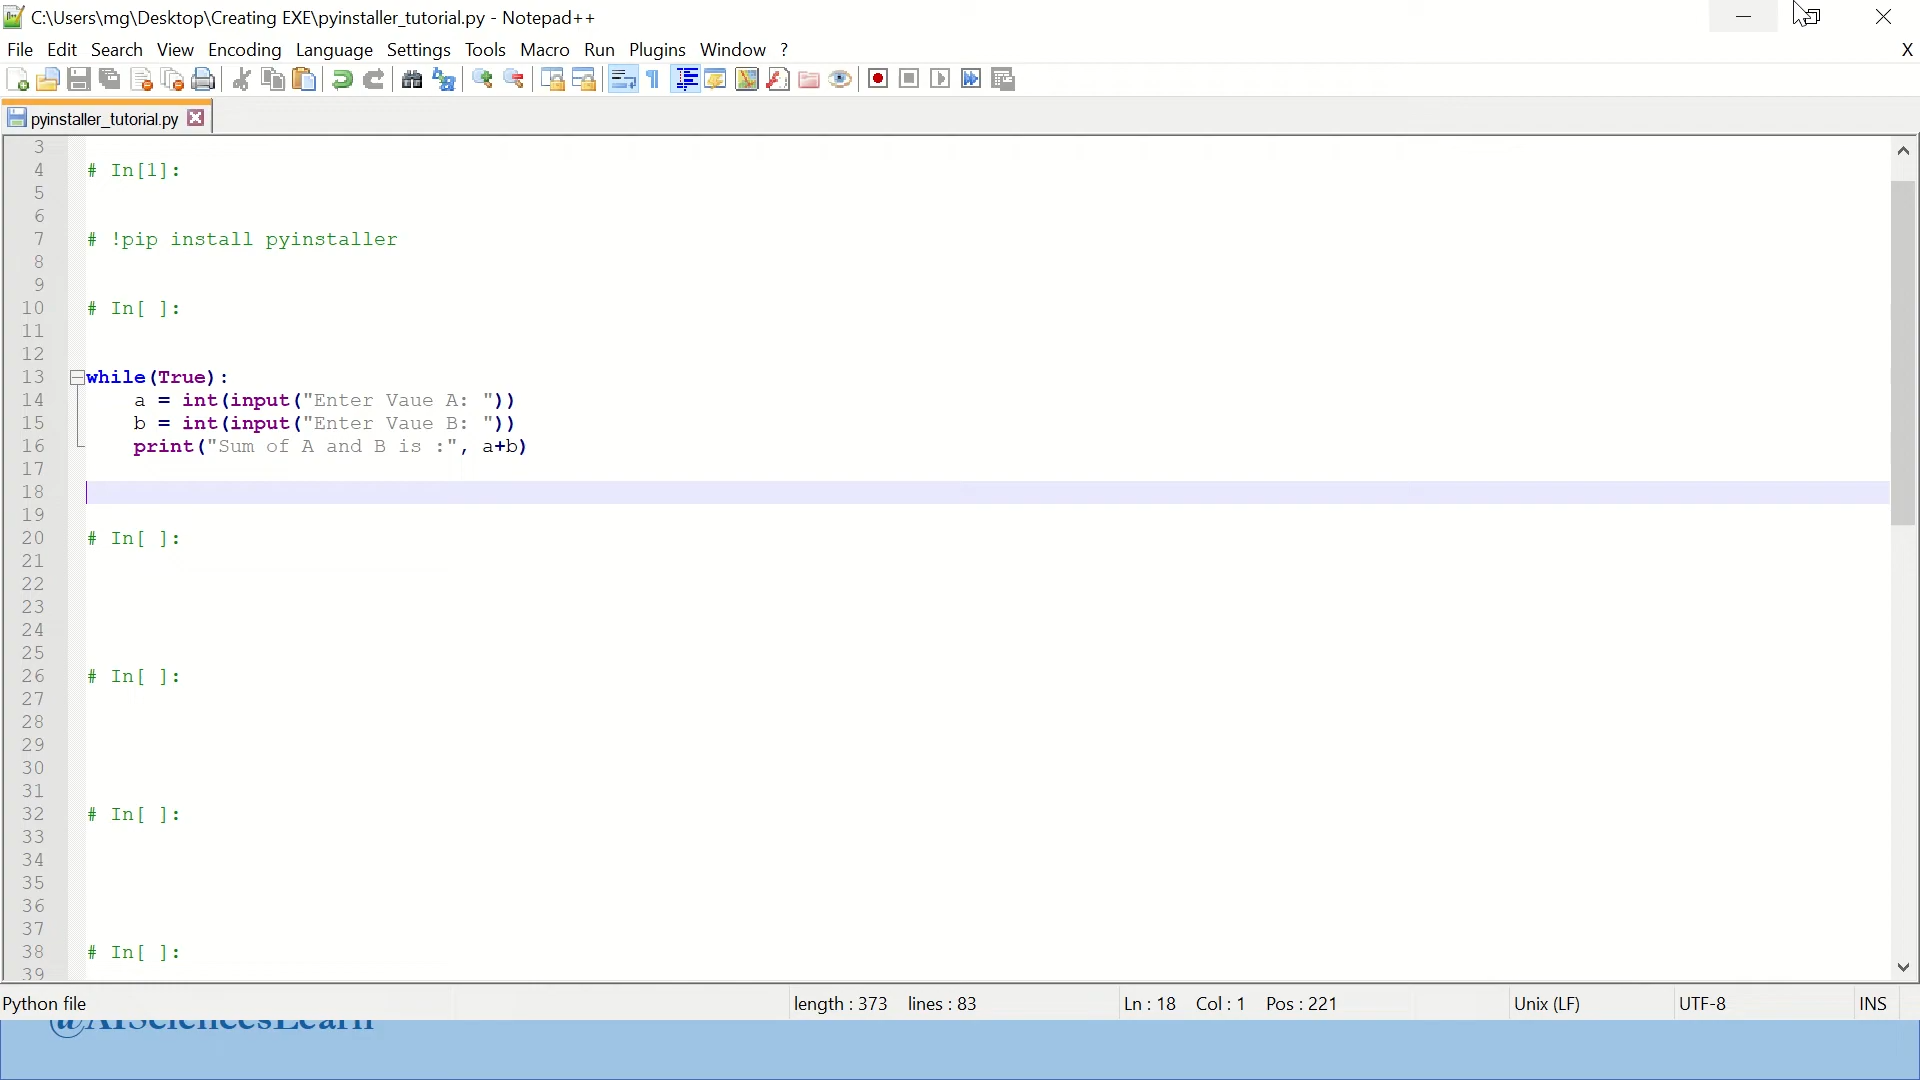 C:\Users\mg\Desktop\Creating EXE\pyinstaller_tutorial.py - Notepad++
File Edit Search View Encoding Language Settings Tools Macro Run Plugins Window ? X
pyinstaller_tutorial.py
3
4 # In[1]:
5
6
7 # !pip install pyinstaller
8
9
10 # In[ ]:
11
12
13 while(True):
14 a = int(input("Enter Vaue A: "))
15 b = int(input("Enter Vaue B: "))
16 print("Sum of A and B is :", a+b)
17
18
19
20 # In[ ]:
21
22
23
24
25
26 # In[ ]:
27
28
29
30
31
32 # In[ ]:
33
34
35
36
37
38 # In[ ]:
39
Python file length : 373 lines : 83 Ln : 18 Col : 1 Pos : 221 Unix (LF) UTF-8 INS
@AISciencesLearn